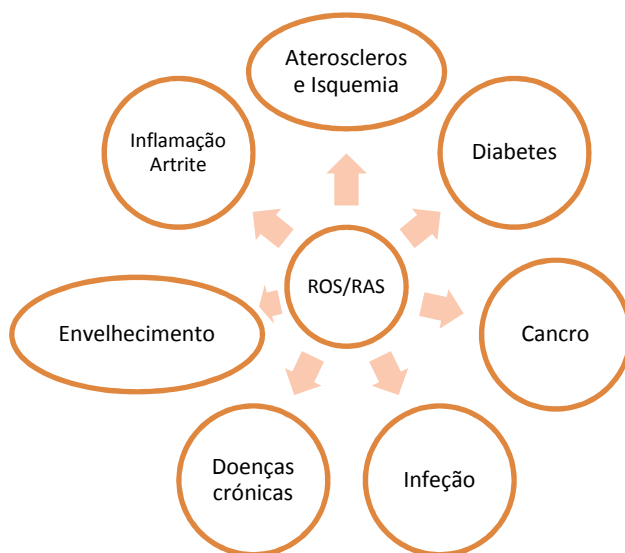 Ateroscleros
e Isquemia
Inflamação
Artrite
Diabetes
ROS/RAS
Envelhecimento
Cancro
Doenças
crónicas
Infeção